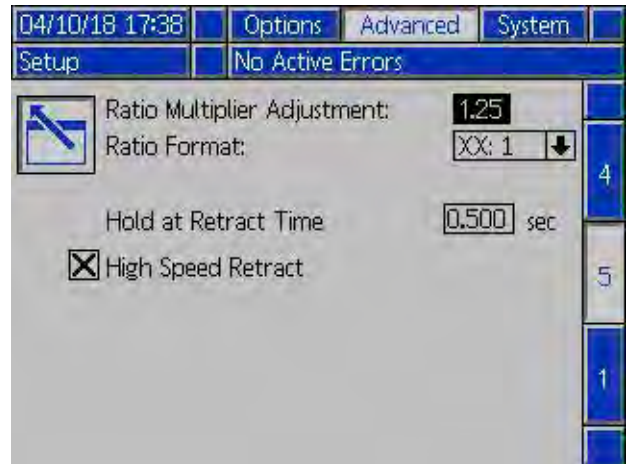 04/10/18 17:38 Options Advanced System
Setup No Active Errors
Ratio Multiplier Adjustment: 1.25
Ratio Format: XX: 1
4
Hold at Retract Time 0.500 sec
High Speed Retract
5
1